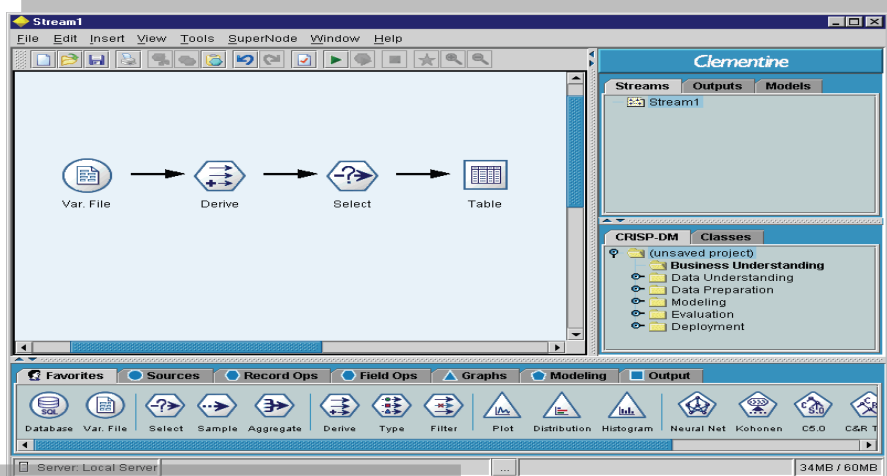 Stream1
File Edit Insert View Tools SuperNode Window Help
Clementine
Streams Outputs Models
Stream1
Var. File Derive Select Table
CRISP-DM Classes
(unsaved project)
Business Understanding
Data Understanding
Data Preparation
Modeling
Evaluation
Deployment
Favorites Sources Record Ops Field Ops Graphs Modeling Output
SQL
Database Var. File Select Sample Aggregate Derive Type Filter Plot Distribution Histogram Neural Net Kohonen C5.0 C&R T
Server: Local Server ... 34MB / 60MB